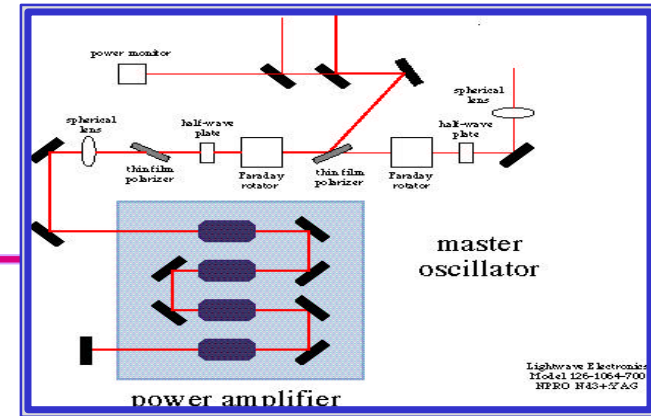 power monitor
spherical
lens
spherical
lens
half-wave
plate
half-wave
plate
thin film
polarizer
Faraday
rotator
thin film
polarizer
Faraday
rotator
master
oscillator
power amplifier
Lightwave Electronics
Model 126-1064-700
NPRO Nd3+:YAG